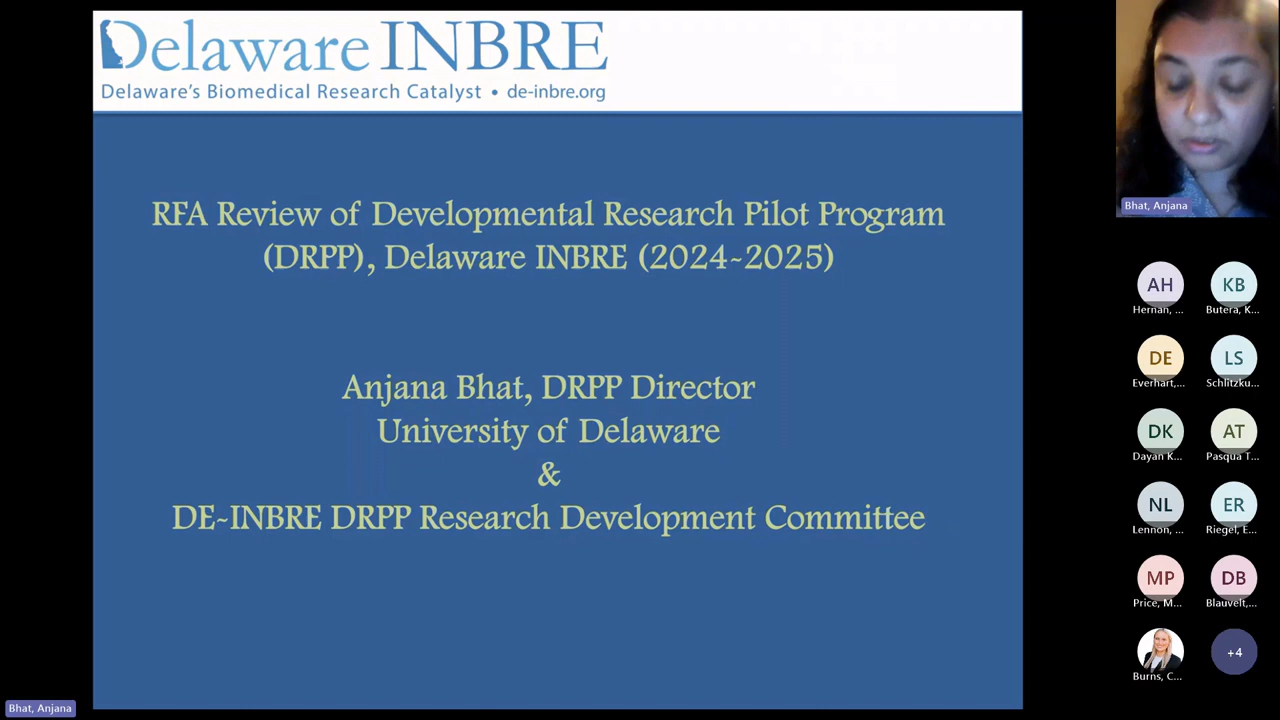 Delaware INBRE
Delaware's Biomedical Research Catalyst • de-inbre.org
RFA Review of Developmental Research Pilot Program
(DRPP), Delaware INBRE (2024-2025)
Anjana Bhat, DRPP Director
University of Delaware
&
DE-INBRE DRPP Research Development Committee
Bhat, Anjana
Bhat, Anjana
AH
Hernan, ...
KB
Butera, K...
DE
Everhart,...
LS
Schlitzku...
DK
Dayan K...
AT
Pasqua T...
NL
Lennon, ...
ER
Riegel, E...
MP
Price, M...
DB
Blauvelt,...
Burns, C...
+4